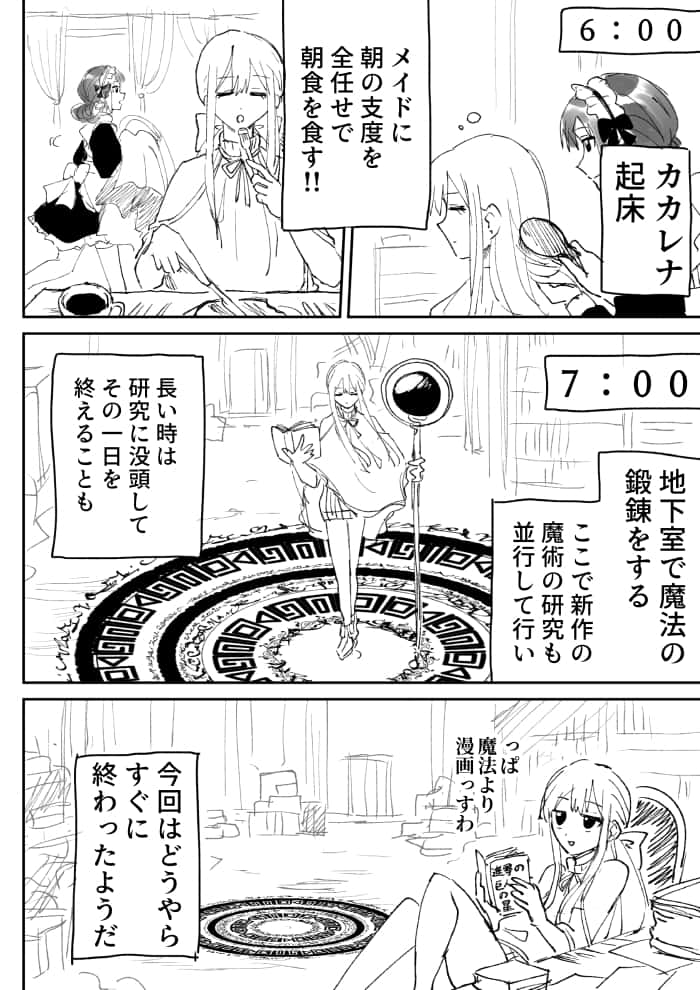 6：00
カカレナ
起床
メイドに
朝の支度を
全任せで
朝食を食す!!
7：00
地下室で魔法の
鍛錬をする
ここで新作の
魔術の研究も
並行して行い
長い時は
研究に没頭して
その一日を
終えることも
っぱ
魔法より
漫画っすわ
今回はどうやら
すぐに
終わったようだ